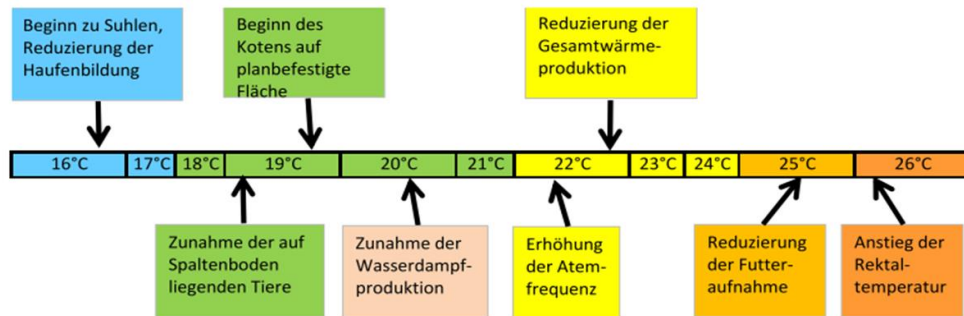 Beginn zu Suhlen,
Reduzierung der
Haufenbildung
Beginn des
Kotens auf
planbefestigte
Fläche
Reduzierung der
Gesamtwärme-
produktion
16°C 17°C 18°C 19°C 20°C 21°C 22°C 23°C 24°C 25°C 26°C
Zunahme der auf
Spaltenboden
liegenden Tiere
Zunahme der
Wasserdampf-
produktion
Erhöhung
der Atem-
frequenz
Reduzierung
der Futter-
aufnahme
Anstieg der
Rektal-
temperatur